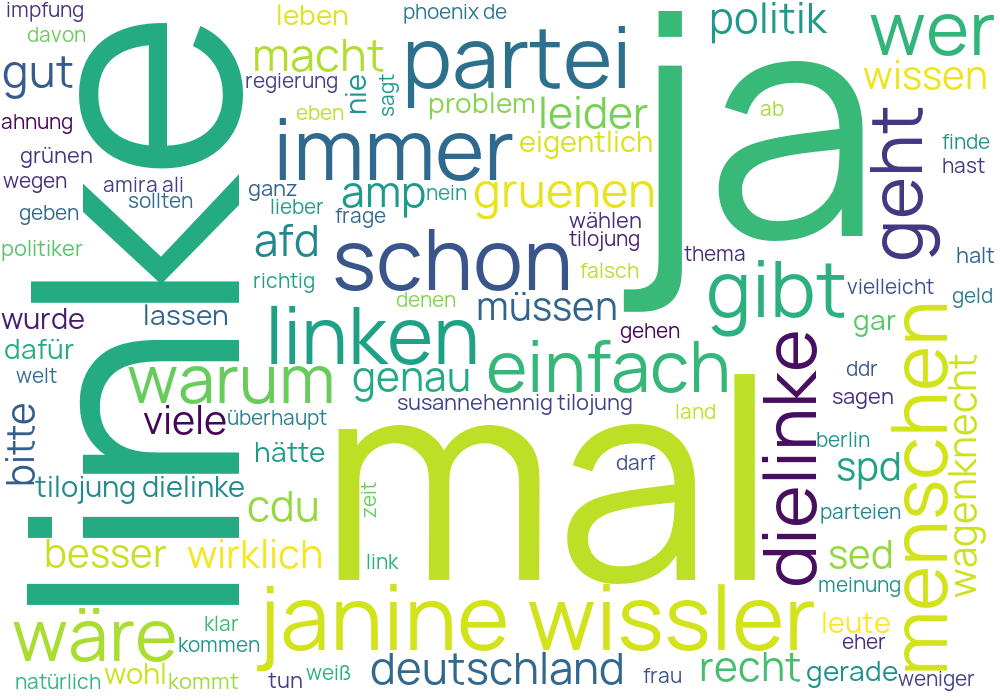 impfung
davon
gut
ahnung
grünen
wegen
amira ali
sollten
geben
politiker
wurde
dafür
welt
linke
leben
phoenix de
macht
regierung
nie
sagt
partei
eben
problem
leider
immer
eigentlich
ganz
lieber
amp
nein
gruenen
frage
afd
wählen
tilojung
schon
richtig
falsch
denen
müssen
lassen
linken
gehen
warum
genau
einfach
viele
überhaupt
susannehennig tilojung
politik
wer
wissen
ab
ja
geht
finde
hast
thema
halt
gibt
vielleicht
geld
gar
land
ddr
sagen
dielinke
menschen
wagenknecht
berlin
spd
parteien
sed
meinung
bitte
tilojung dielinke
hätte
cdu
zeit
darf
mal
link
besser
wirklich
wäre
klar
kommen
janine wissler
leute
eher
natürlich
wohl
kommt
tun
weiß
deutschland
frau
recht
gerade
weniger